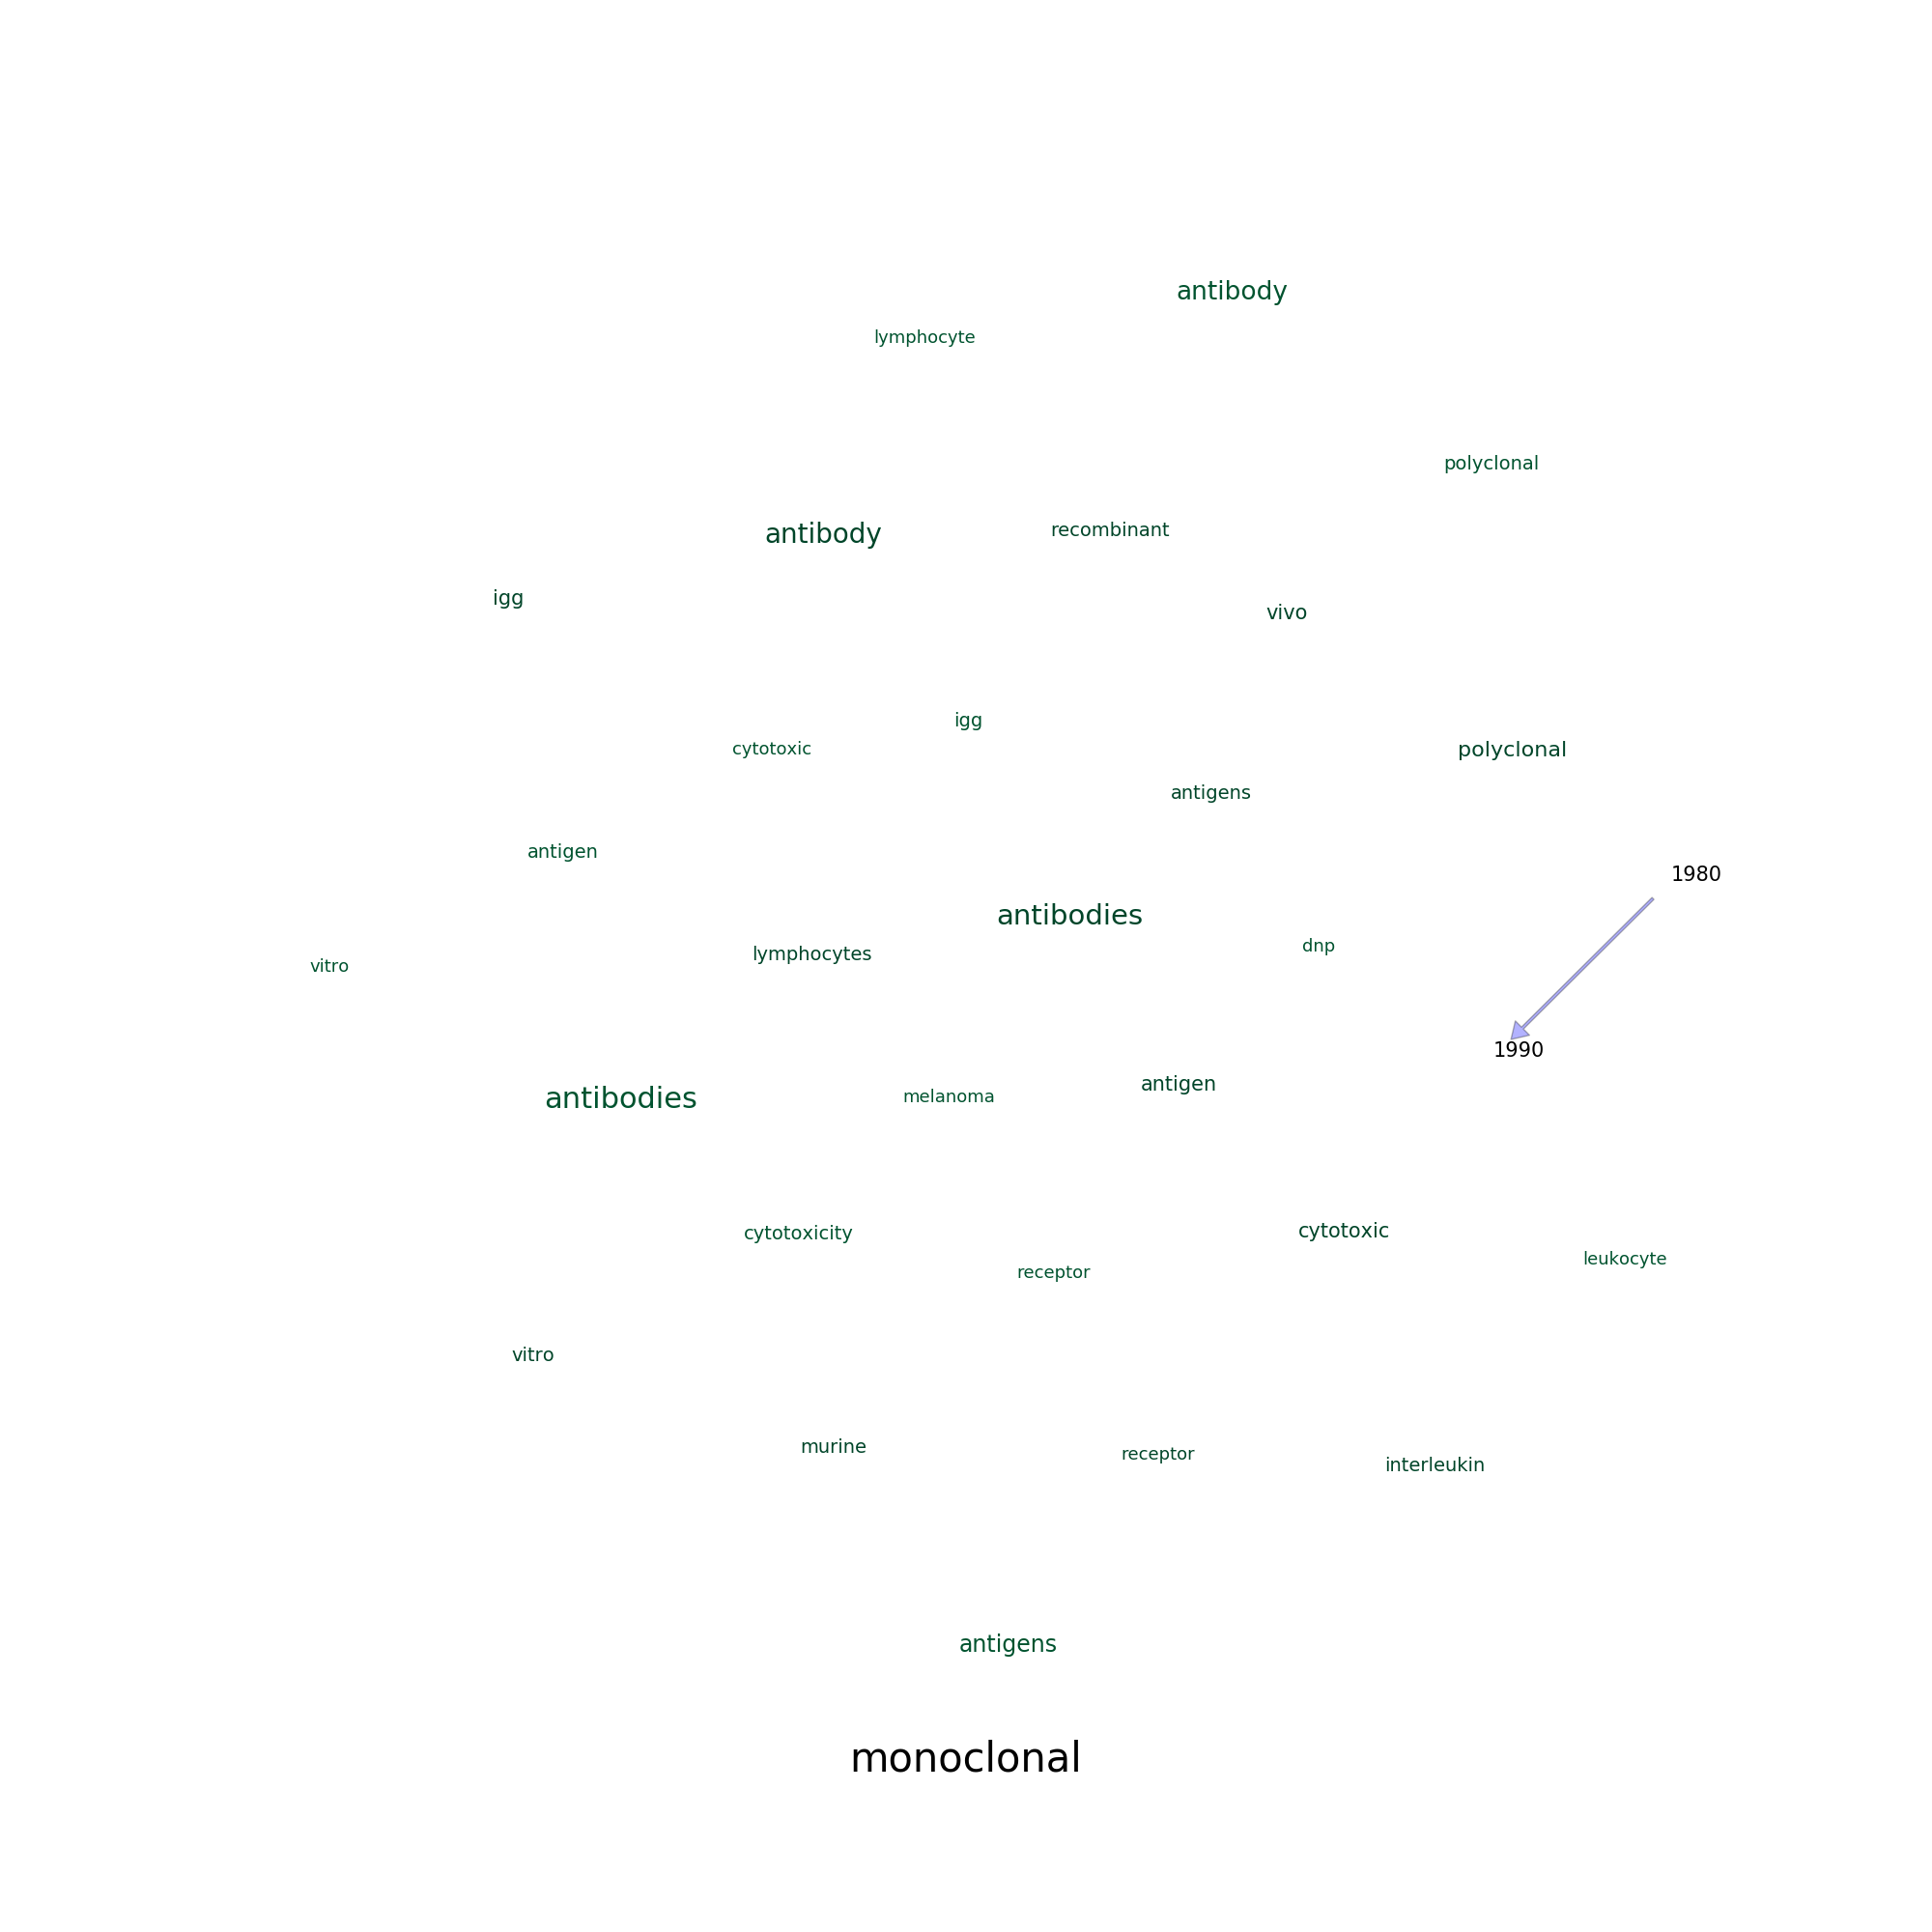 antibody
lymphocyte
polyclonal
recombinant
antibody
igg
vivo
igg
cytotoxic
polyclonal
antigens
antigen
1980
antibodies
dnp
lymphocytes
vitro
1990
antigen
melanoma
antibodies
cytotoxic
cytotoxicity
leukocyte
receptor
vitro
murine
receptor
interleukin
antigens
monoclonal